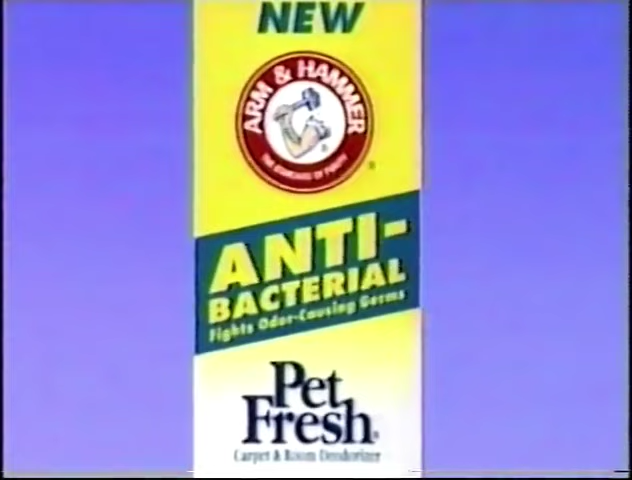 NEW
ARM & HAMMER
THE STANDARD OF PURITY
®
®
ANTI-
BACTERIAL
Fights Odor-Causing Germs
Pet
Fresh®
Carpet & Room Deodorizer